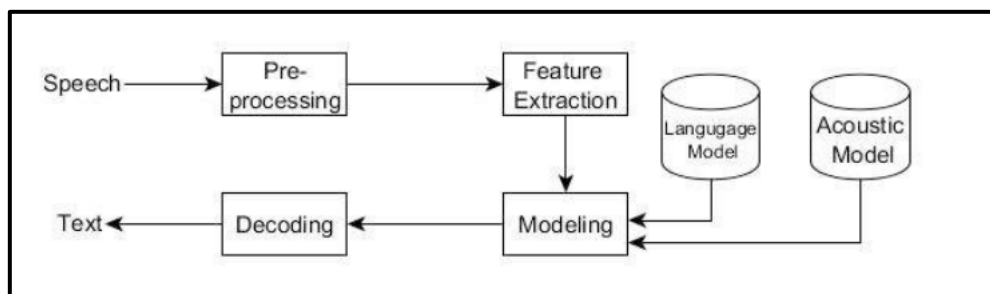 Speech
Pre-
processing
Feature
Extraction
Langugage
Model
Acoustic
Model
Text
Decoding
Modeling